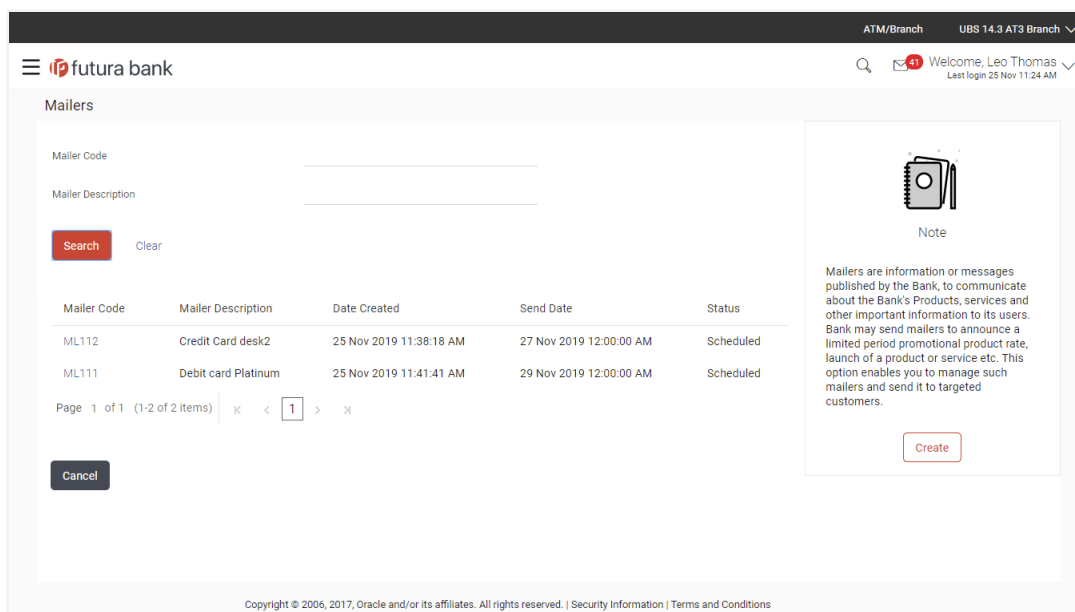 ATM/Branch UBS 14.3 AT3 Branch
futura bank
41 Welcome, Leo Thomas
Last login 25 Nov 11:24 AM
Mailers
Mailer Code
Mailer Description
Search Clear
Mailer Code Mailer Description Date Created Send Date Status
ML112 Credit Card desk2 25 Nov 2019 11:38:18 AM 27 Nov 2019 12:00:00 AM Scheduled
ML111 Debit card Platinum 25 Nov 2019 11:41:41 AM 29 Nov 2019 12:00:00 AM Scheduled
Page 1 of 1 (1-2 of 2 items) 1
Cancel
Note
Mailers are information or messages
published by the Bank, to communicate
about the Bank's Products, services and
other important information to its users.
Bank may send mailers to announce a
limited period promotional product rate,
launch of a product or service etc. This
option enables you to manage such
mailers and send it to targeted
customers.
Create
Copyright © 2006, 2017, Oracle and/or its affiliates. All rights reserved. | Security Information | Terms and Conditions